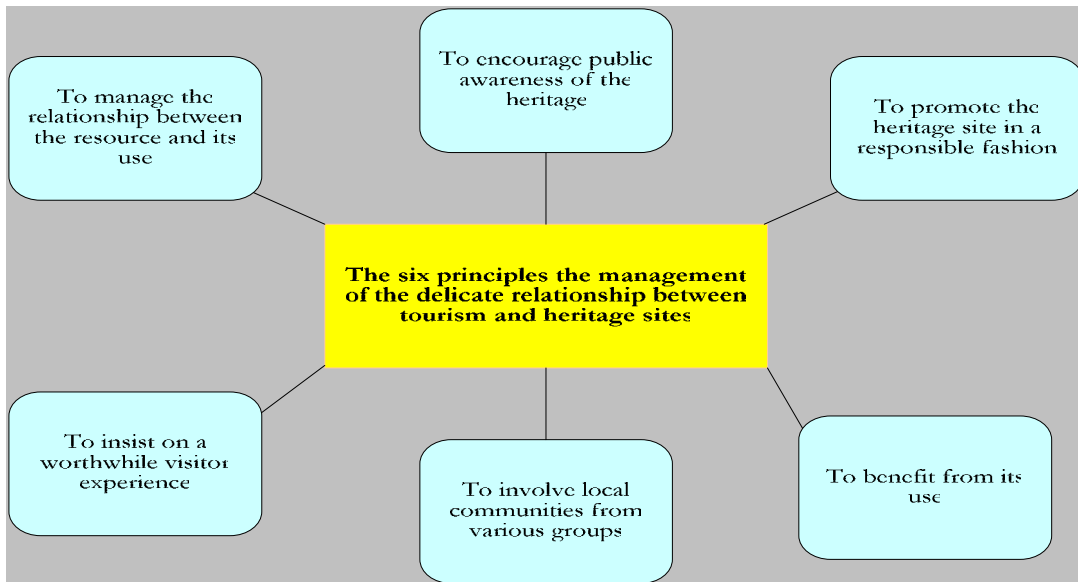 To encourage public
awareness of the
heritage
To manage the
relationship between
the resource and its
use
To promote the
heritage site in a
responsible fashion
The six principles the management
of the delicate relationship between
tourism and heritage sites
To insist on a
worthwhile visitor
experience
To involve local
communities from
various groups
To benefit from its
use